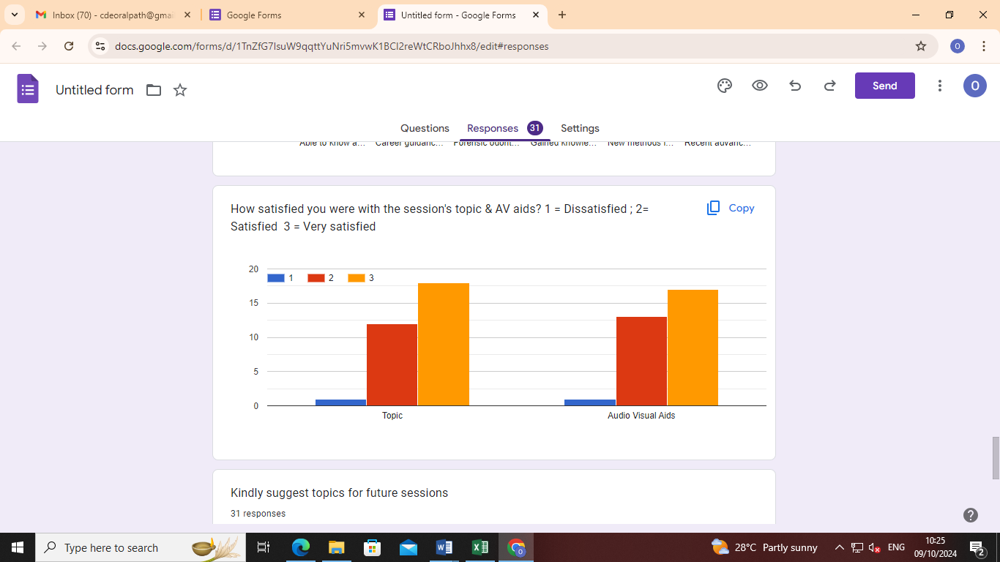 Inbox (70) - cdeoralpath@gmai
Google Forms
Untitled form - Google Forms
docs.google.com/forms/d/1TnZfG7IsuW9qqttYuNri5mvwK1BCl2reWtCRboJhhx8/edit#responses
O
Untitled form
Send
O
Questions
Responses 31
Settings
Able to know a...
Career guidanc...
Forensic odont...
Gained knowle...
New methods i...
Recent advanc...
How satisfied you were with the session's topic & AV aids? 1 = Dissatisfied ; 2=
Satisfied  3 = Very satisfied
Copy
20
1 2 3
15
10
5
0
Topic
Audio Visual Aids
Kindly suggest topics for future sessions
31 responses
Type here to search
28°C Partly sunny
ENG
10:25
09/10/2024
2